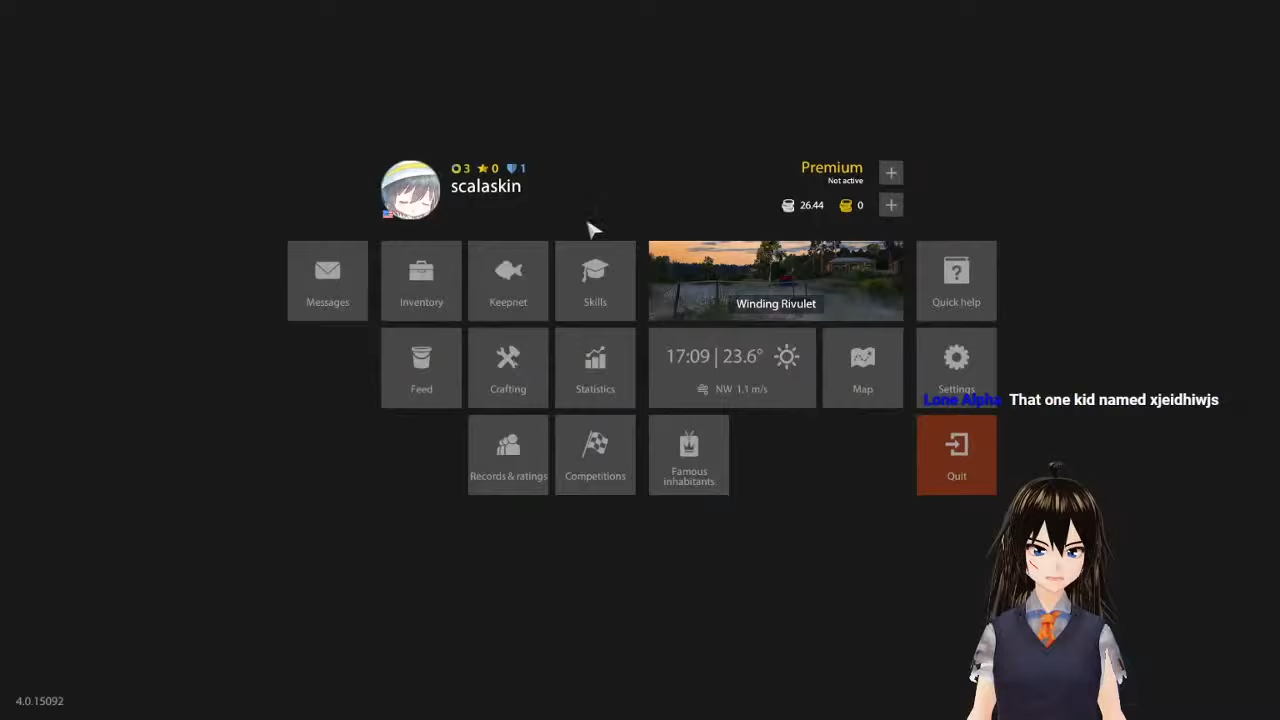 3 0 1
scalaskin
Premium
Not active
26.44 0
Messages
Inventory
Keepnet
Skills
Winding Rivulet
Quick help
Feed
Crafting
Statistics
17:09 | 23.6°
NW 1.1 m/s
Map
Settings
Lone Alpha That one kid named xjeidhiwjs
Records & ratings
Competitions
Famous
inhabitants
Quit
4.0.15092